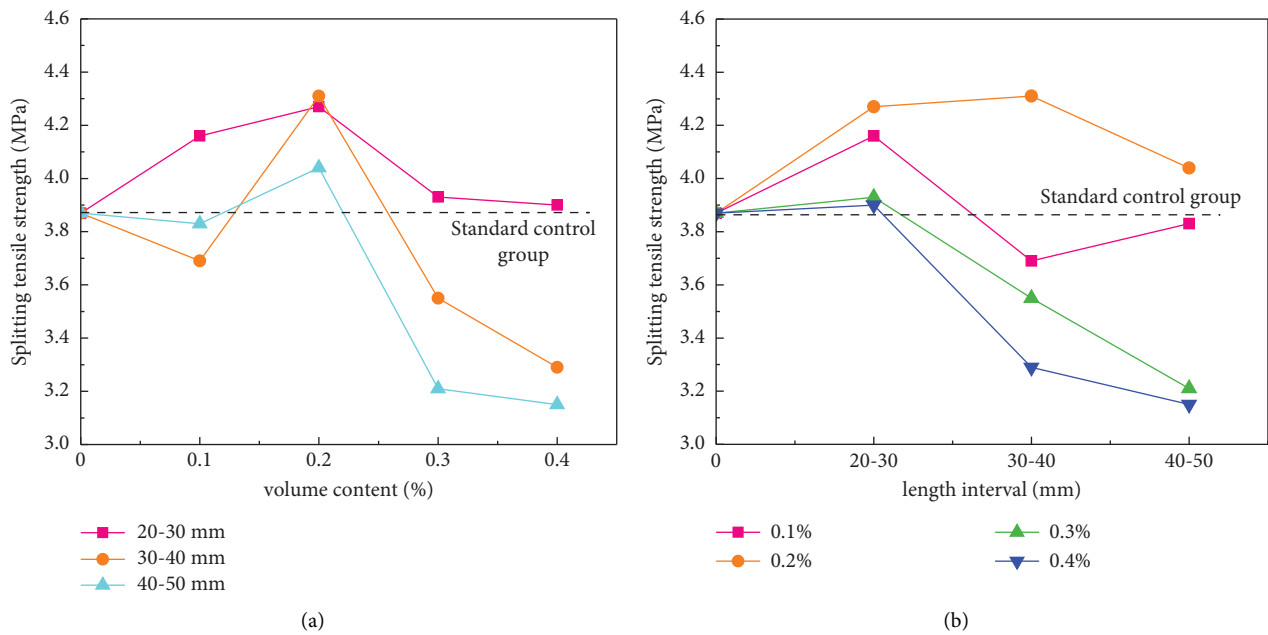 4.6
4.4
4.2
4.0
3.8
3.6
3.4
3.2
3.0
Splitting tensile strength (MPa)
Standard control
group
0
0.1
0.2
0.3
0.4
volume content (%)
20-30 mm
30-40 mm
40-50 mm
(a)
4.6
4.4
4.2
4.0
3.8
3.6
3.4
3.2
3.0
Splitting tensile strength (MPa)
Standard control group
0
20-30
30-40
40-50
length interval (mm)
0.1%
0.2%
0.3%
0.4%
(b)